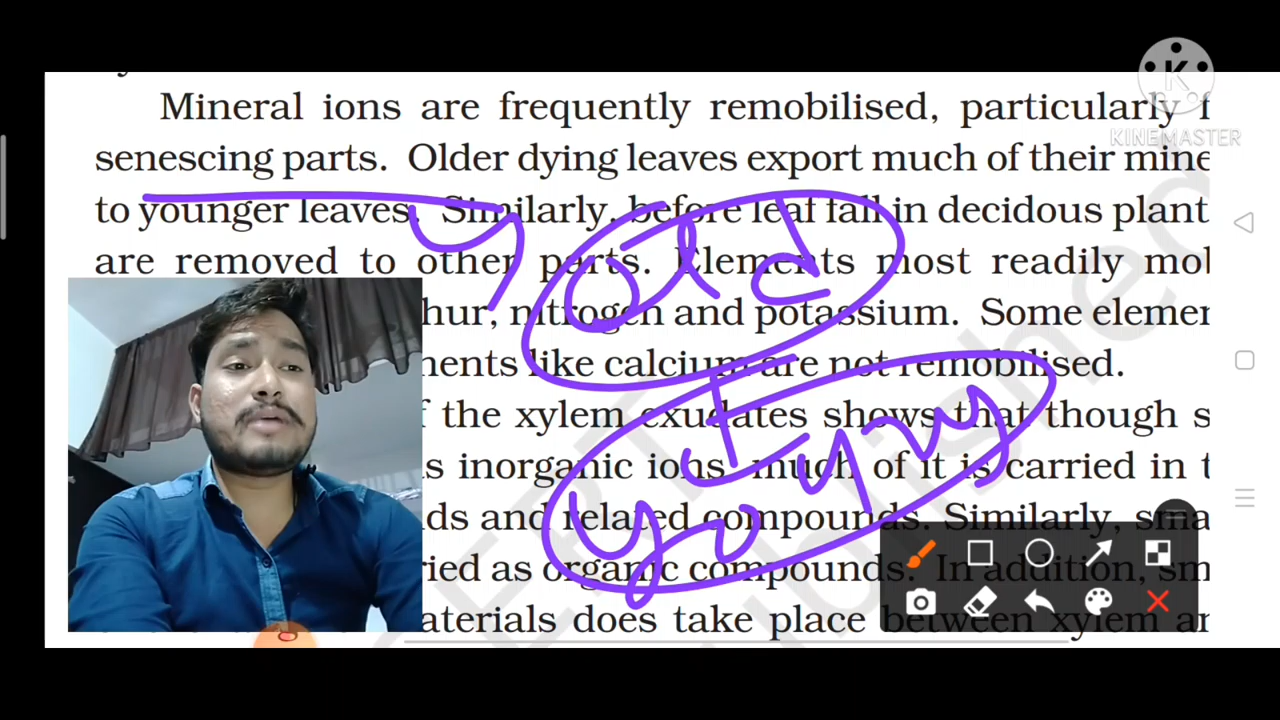 Mineral ions are frequently remobilised, particularly f
senescing parts. Older dying leaves export much of their mine
to younger leaves. Similarly, before leaf fall in decidous plant
are removed to other parts. Elements most readily mob
hur, nitrogen and potassium. Some elemen
ments like calcium are not remobilised.
f the xylem exudates shows that though s
s inorganic ions, much of it is carried in t
ds and related compounds. Similarly, sma
ried as organic compounds. In addition, sm
aterials does take place between xylem an
old
K
KINEMASTER